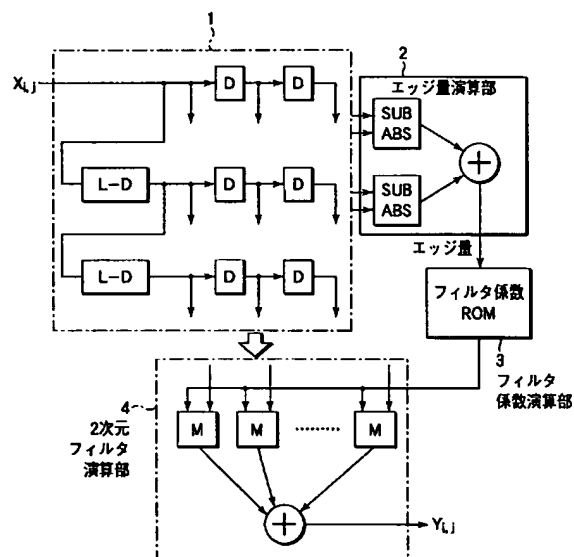 1
X i,j
D
D
L-D
D
D
L-D
D
D
2
エッジ量演算部
SUB
ABS
SUB
ABS
エッジ量
フィルタ係数
ROM
3
フィルタ
係数演算部
4
2次元
フィルタ
演算部
M
M
.........
M
Y i,j